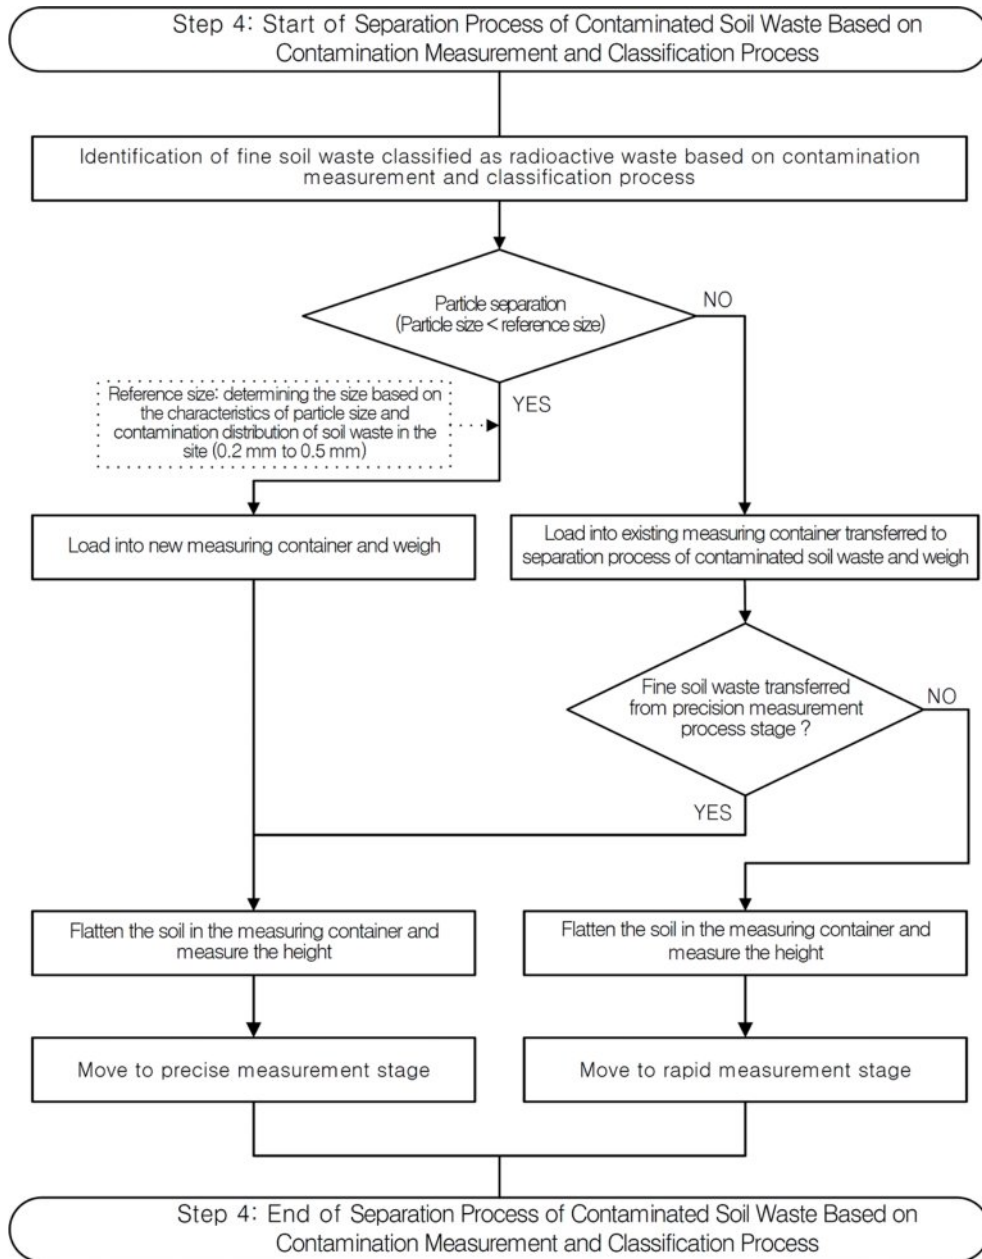 Step 4: Start of Separation Process of Contaminated Soil Waste Based on
Contamination Measurement and Classification Process
Identification of fine soil waste classified as radioactive waste based on contamination
measurement and classification process
Particle separation
(Particle size < reference size)
NO
YES
Reference size: determining the size based on
the characteristics of particle size and
contamination distribution of soil waste in the
site (0.2 mm to 0.5 mm)
Load into new measuring container and weigh
Load into existing measuring container transferred to
separation process of contaminated soil waste and weigh
Fine soil waste transferred
from precision measurement
process stage ?
NO
YES
Flatten the soil in the measuring container and
measure the height
Flatten the soil in the measuring container and
measure the height
Move to precise measurement stage
Move to rapid measurement stage
Step 4: End of Separation Process of Contaminated Soil Waste Based on
Contamination Measurement and Classification Process